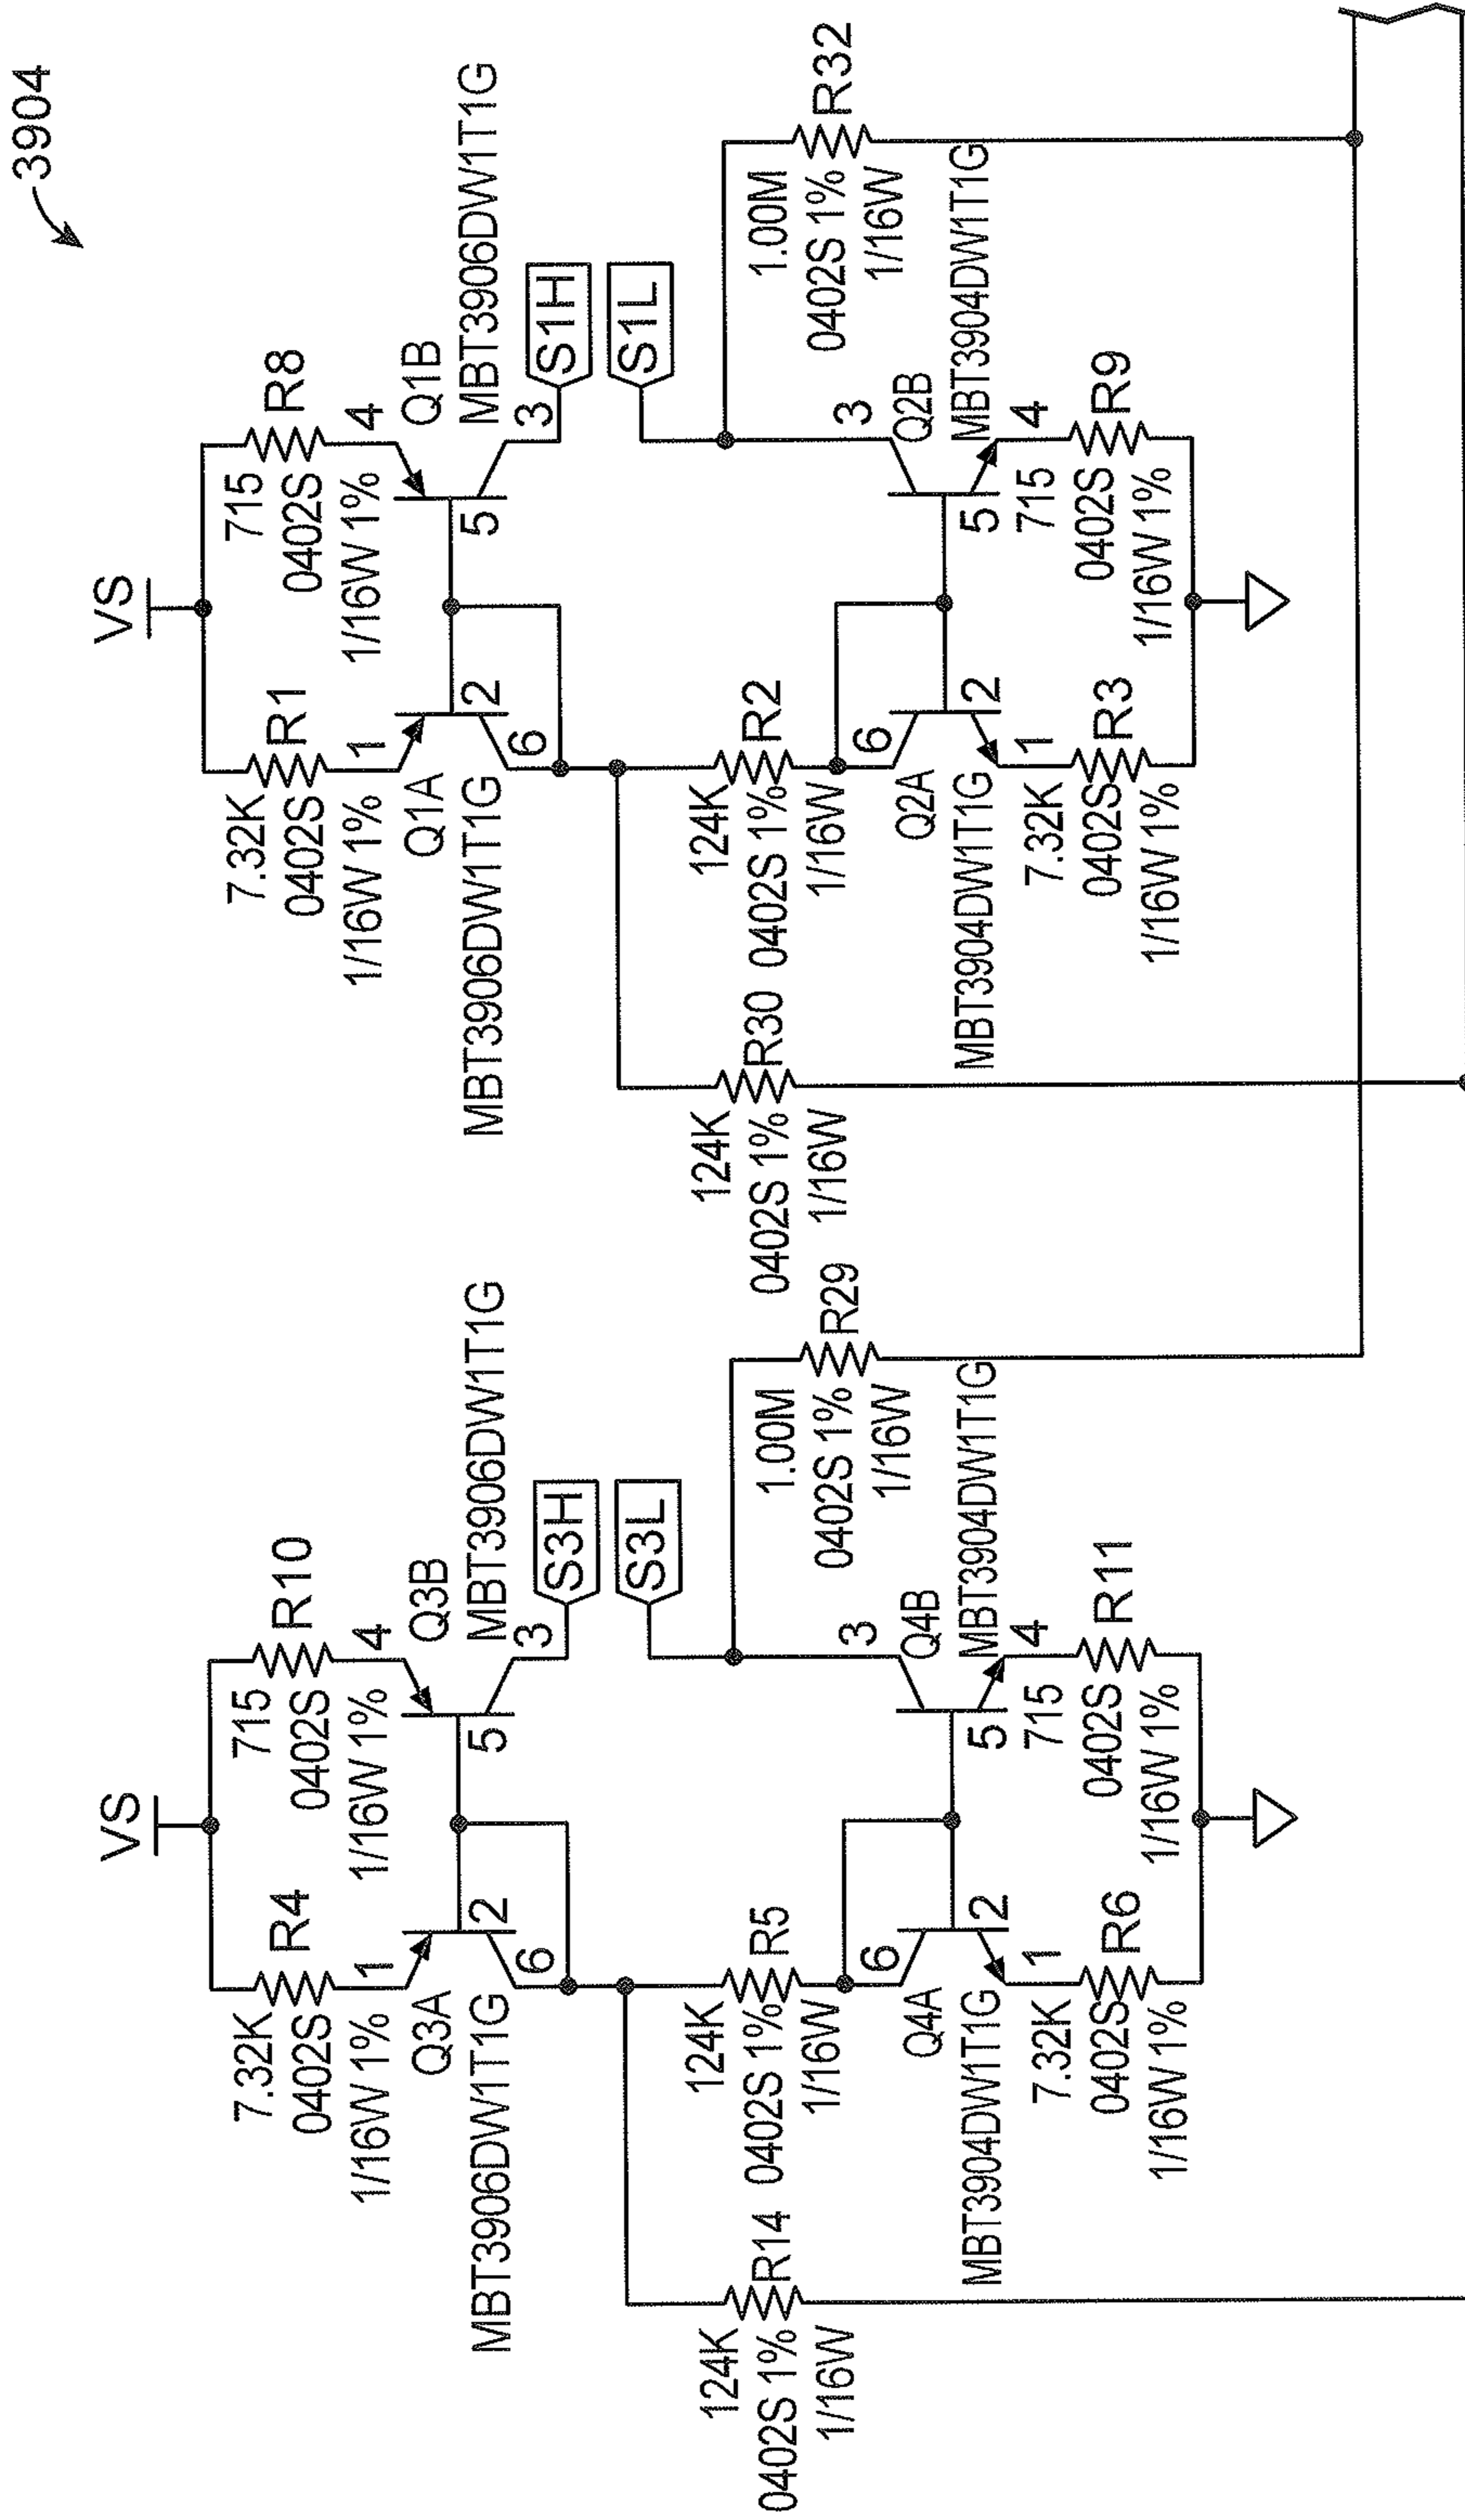 3904
VS
7.32K
R4
0402S
1/16W 1%
1
Q3A
2
MBT3906DW1T1G
6
715
R10
0402S
1/16W 1%
4
Q3B
5
MBT3906DW1T1G
3
S3H
S3L
124K
R14
0402S 1%
1/16W
124K
R5
0402S 1%
1/16W
6
Q4A
2
MBT3904DW1T1G
1
7.32K
R6
0402S
1/16W 1%
3
Q4B
5
MBT3904DW1T1G
4
715
R11
0402S
1/16W 1%
1.00M
R29
0402S 1%
1/16W
VS
7.32K
R1
0402S
1/16W 1%
1
Q1A
2
MBT3906DW1T1G
6
715
R8
0402S
1/16W 1%
4
Q1B
5
MBT3906DW1T1G
3
S1H
S1L
124K
R30
0402S 1%
1/16W
124K
R2
0402S 1%
1/16W
6
Q2A
2
MBT3904DW1T1G
1
7.32K
R3
0402S
1/16W 1%
3
Q2B
5
MBT3904DW1T1G
4
715
R9
0402S
1/16W 1%
1.00M
R32
0402S 1%
1/16W